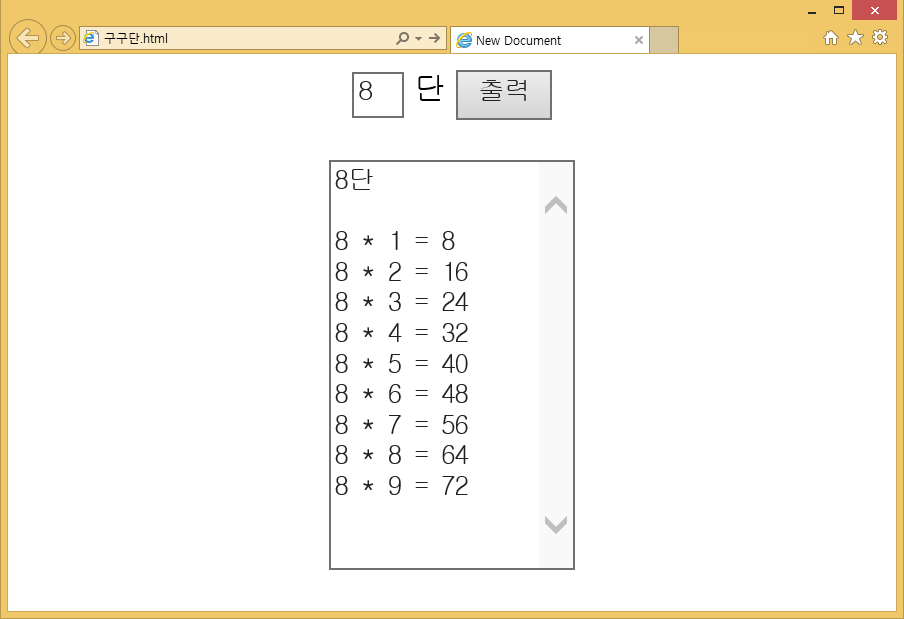 구구단.html
New Document
8 단 출력
8단
8 * 1 = 8
8 * 2 = 16
8 * 3 = 24
8 * 4 = 32
8 * 5 = 40
8 * 6 = 48
8 * 7 = 56
8 * 8 = 64
8 * 9 = 72